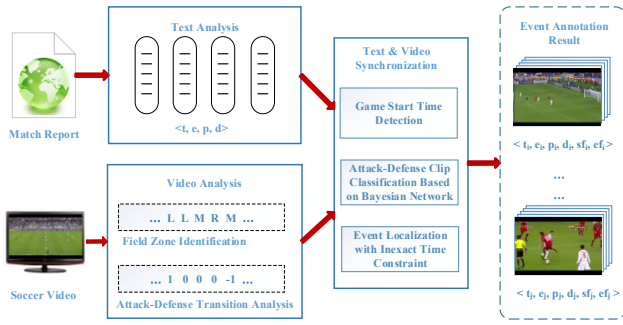 Text Analysis
Match Report
<t, e, p, d>
Video Analysis
... L L M R M ...
Field Zone Identification
... 1 0 0 0 -1 ...
Attack-Defense Transition Analysis
Soccer Video
Text & Video
Synchronization
Game Start Time
Detection
Attack-Defense Clip
Classification Based
on Bayesian Network
Event Localization
with Inexact Time
Constraint
Event Annotation
Result
< tᵢ, eᵢ, pᵢ, dᵢ, sfᵢ, efᵢ >
...
...
< tⱼ, eⱼ, pⱼ, dⱼ, sfⱼ, efⱼ >